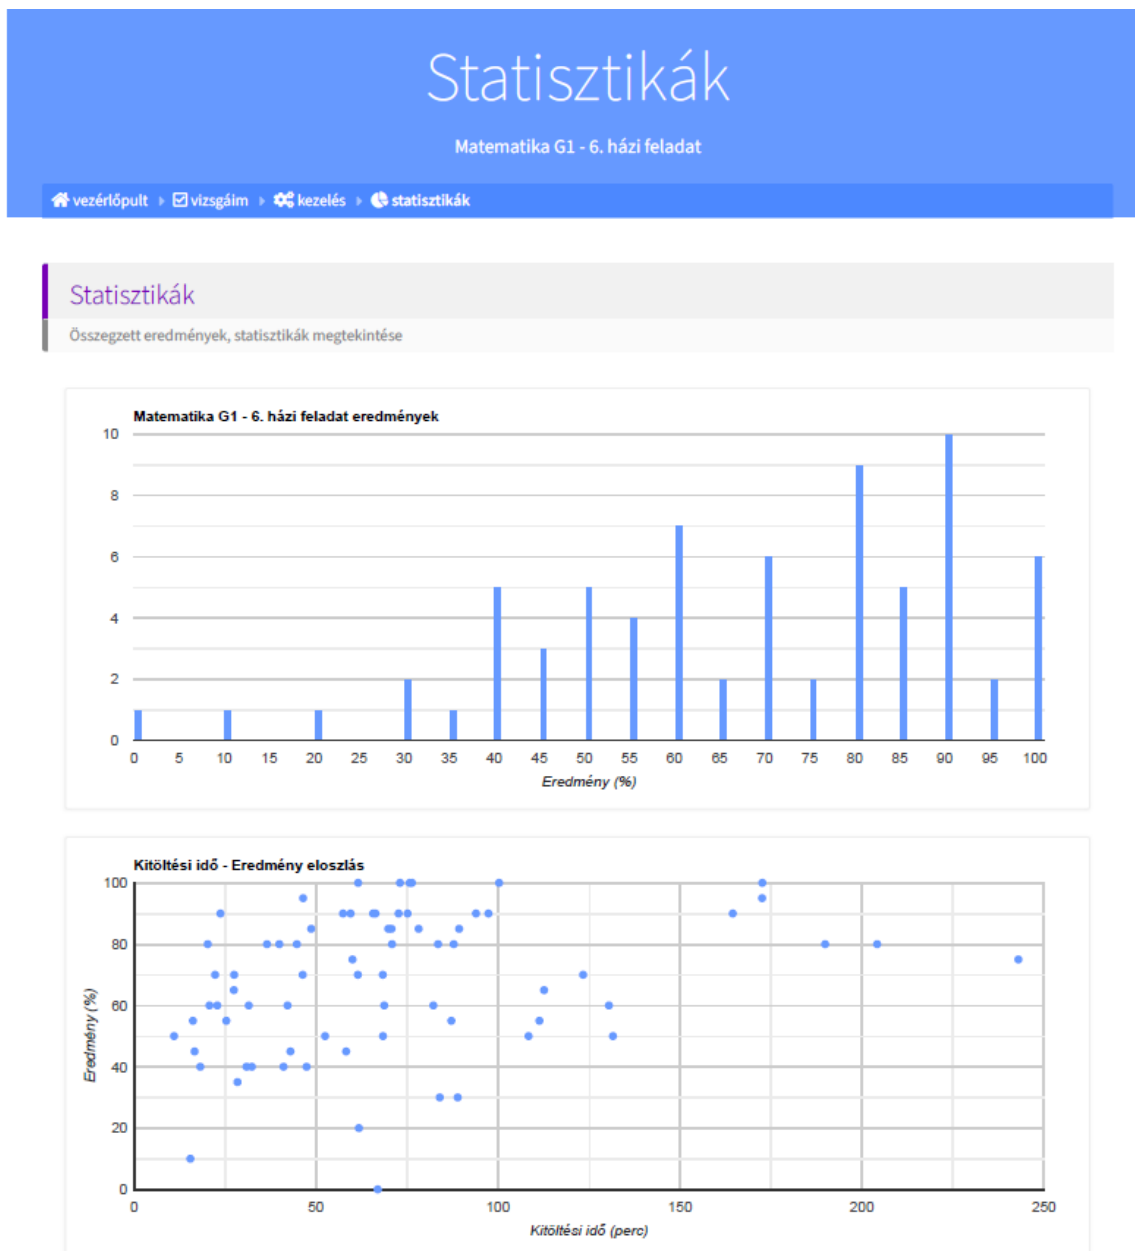 Statisztikák
Matematika G1 - 6. házi feladat
vezérlőpult vizsgáim kezelés statisztikák
Statisztikák
Összegzett eredmények, statisztikák megtekintése
Matematika G1 - 6. házi feladat eredmények
10
8
6
4
2
0
0 5 10 15 20 25 30 35 40 45 50 55 60 65 70 75 80 85 90 95 100
Eredmény (%)
Kitöltési idő - Eredmény eloszlás
Eredmény (%)
100
80
60
40
20
0
0 50 100 150 200 250
Kitöltési idő (perc)